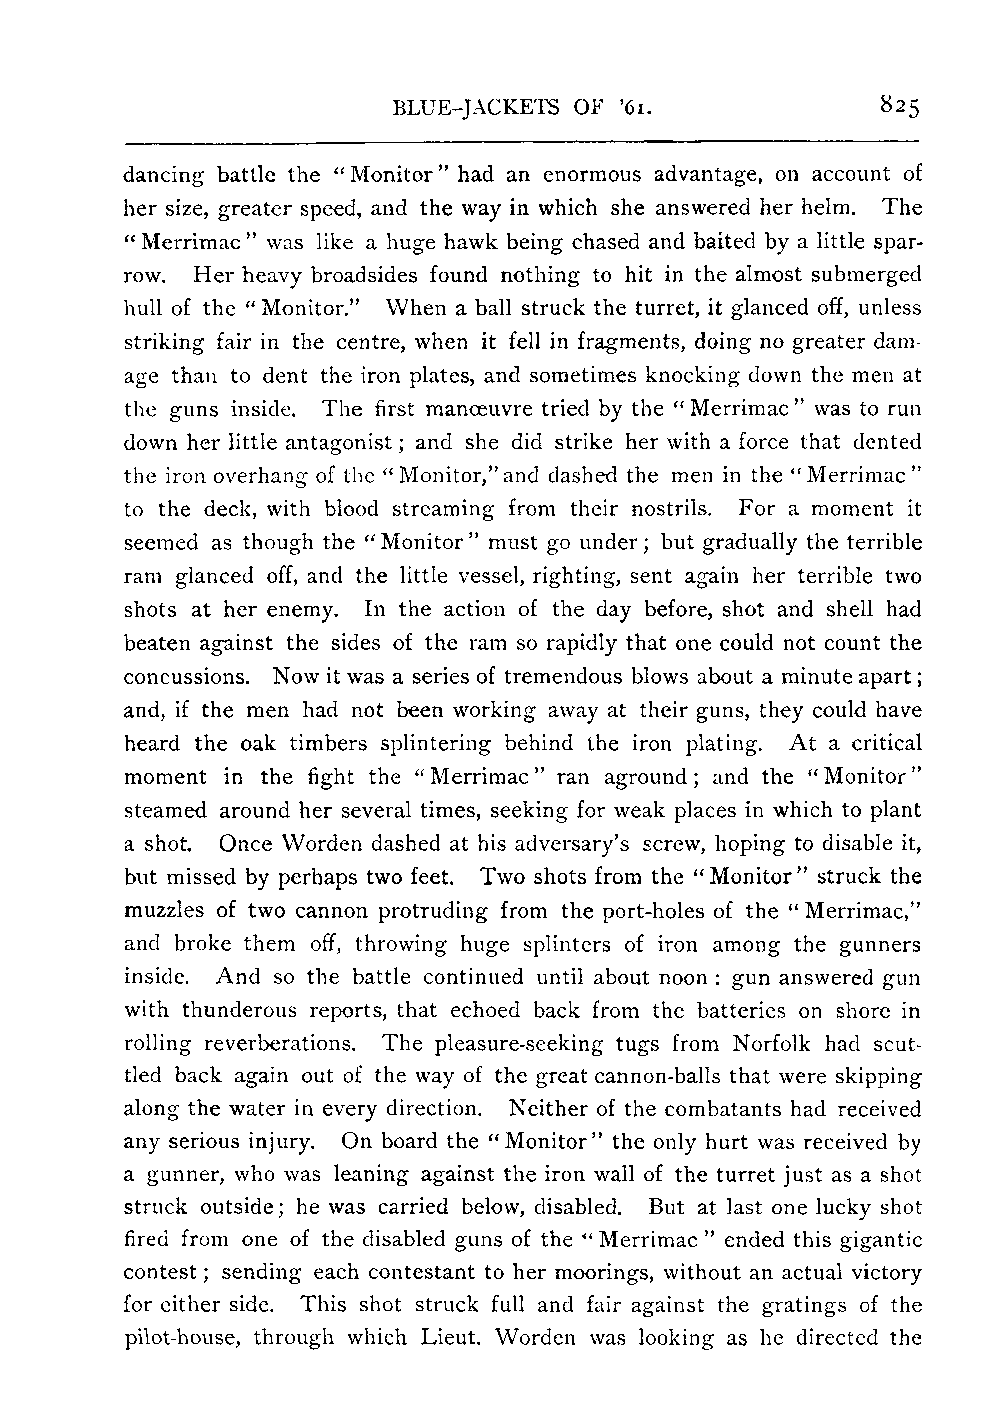 BLUE-JACKETS OF '61. 825
dancing battle the "Monitor" had an enormous advantage, on account of
her size, greater speed, and the way in which she answered her helm. The
"Merrimac" was like a huge hawk being chased and baited by a little spar-
row. Her heavy broadsides found nothing to hit in the almost submerged
hull of the "Monitor." When a ball struck the turret, it glanced off, unless
striking fair in the centre, when it fell in fragments, doing no greater dam-
age than to dent the iron plates, and sometimes knocking down the men at
the guns inside. The first manœuvre tried by the "Merrimac" was to run
down her little antagonist; and she did strike her with a force that dented
the iron overhang of the "Monitor," and dashed the men in the "Merrimac"
to the deck, with blood streaming from their nostrils. For a moment it
seemed as though the "Monitor" must go under; but gradually the terrible
ram glanced off, and the little vessel, righting, sent again her terrible two
shots at her enemy. In the action of the day before, shot and shell had
beaten against the sides of the ram so rapidly that one could not count the
concussions. Now it was a series of tremendous blows about a minute apart;
and, if the men had not been working away at their guns, they could have
heard the oak timbers splintering behind the iron plating. At a critical
moment in the fight the "Merrimac" ran aground; and the "Monitor"
steamed around her several times, seeking for weak places in which to plant
a shot. Once Worden dashed at his adversary's screw, hoping to disable it,
but missed by perhaps two feet. Two shots from the "Monitor" struck the
muzzles of two cannon protruding from the port-holes of the "Merrimac,"
and broke them off, throwing huge splinters of iron among the gunners
inside. And so the battle continued until about noon: gun answered gun
with thunderous reports, that echoed back from the batteries on shore in
rolling reverberations. The pleasure-seeking tugs from Norfolk had scut-
tled back again out of the way of the great cannon-balls that were skipping
along the water in every direction. Neither of the combatants had received
any serious injury. On board the "Monitor" the only hurt was received by
a gunner, who was leaning against the iron wall of the turret just as a shot
struck outside; he was carried below, disabled. But at last one lucky shot
fired from one of the disabled guns of the "Merrimac" ended this gigantic
contest; sending each contestant to her moorings, without an actual victory
for either side. This shot struck full and fair against the gratings of the
pilot-house, through which Lieut. Worden was looking as he directed the